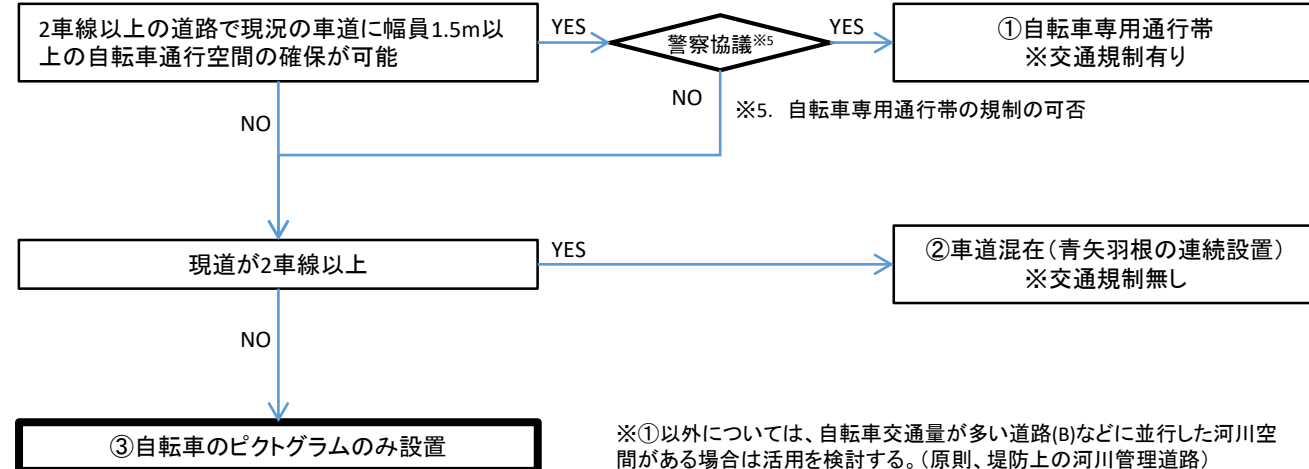 2車線以上の道路で現況の車道に幅員1.5m以
上の自転車通行空間の確保が可能
YES
警察協議※5
YES
①自転車専用通行帯
※交通規制有り
NO
NO
※5. 自転車専用通行帯の規制の可否
現道が2車線以上
YES
②車道混在(青矢羽根の連続設置)
※交通規制無し
NO
③自転車のピクトグラムのみ設置
※①以外については、自転車交通量が多い道路(B)などに並行した河川空
間がある場合は活用を検討する。(原則、堤防上の河川管理道路)